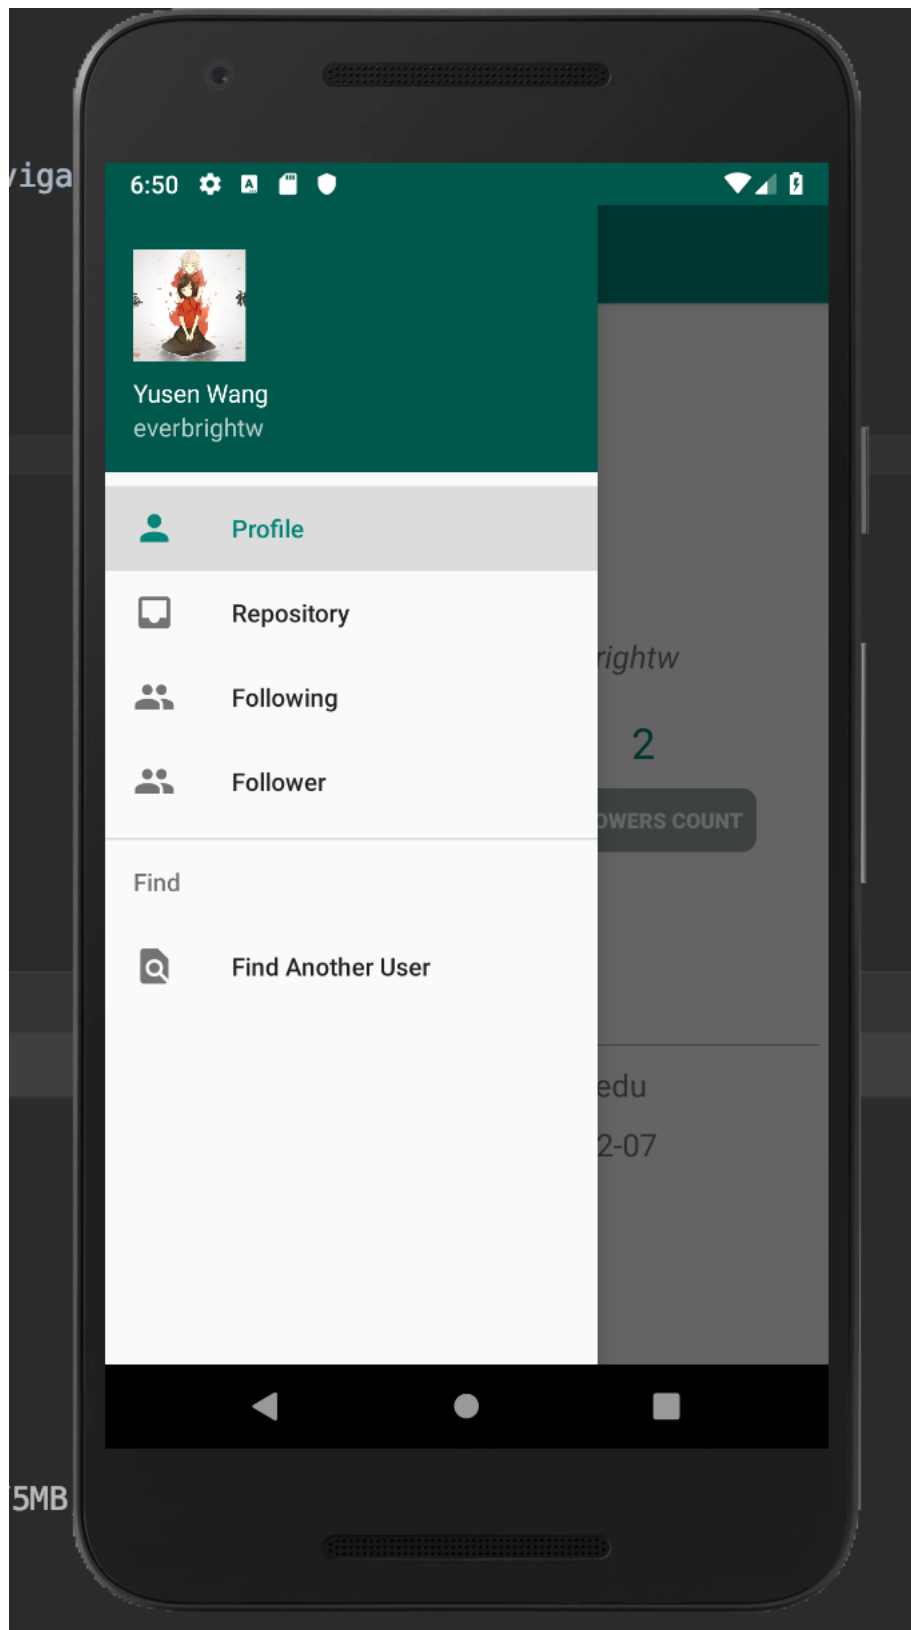 viga
6:50
Yusen Wang
everbrightw
Profile
Repository
Following
Follower
Find
Find Another User
rightw
2
OWERS COUNT
edu
2-07
5MB